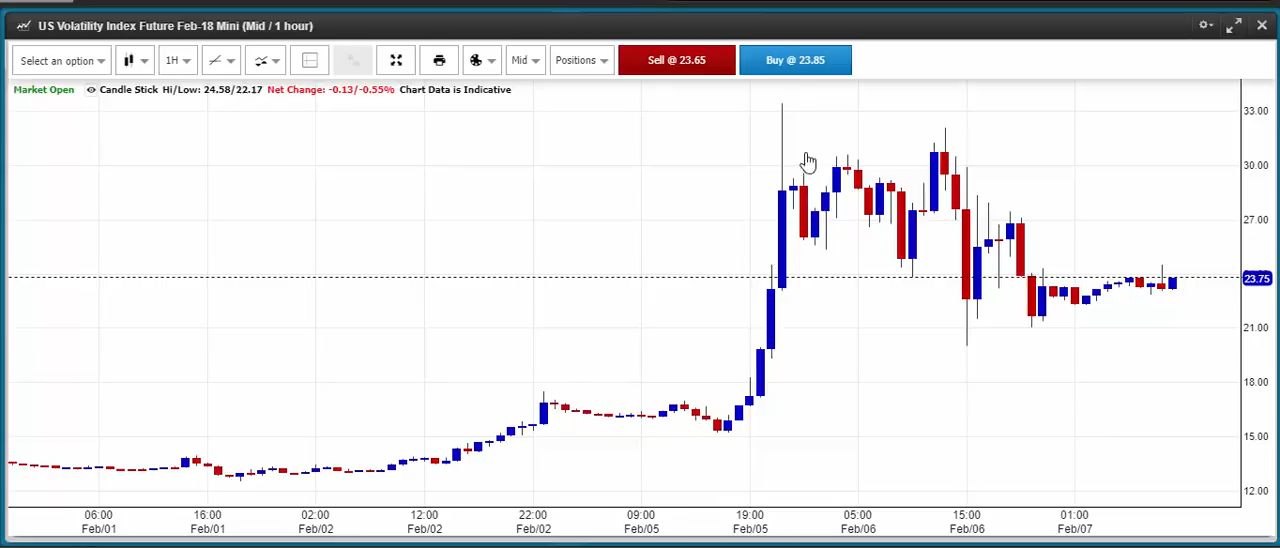 US Volatility Index Future Feb-18 Mini (Mid / 1 hour)
Select an option 1H Mid Positions Sell @ 23.65 Buy @ 23.85
Market Open Candle Stick Hi/Low: 24.58/22.17 Net Change: -0.13/-0.55% Chart Data is Indicative
33.00
30.00
27.00
23.75
21.00
18.00
15.00
12.00
06:00 16:00 02:00 12:00 22:00 09:00 19:00 05:00 15:00 01:00
Feb/01 Feb/01 Feb/02 Feb/02 Feb/02 Feb/05 Feb/05 Feb/06 Feb/06 Feb/07